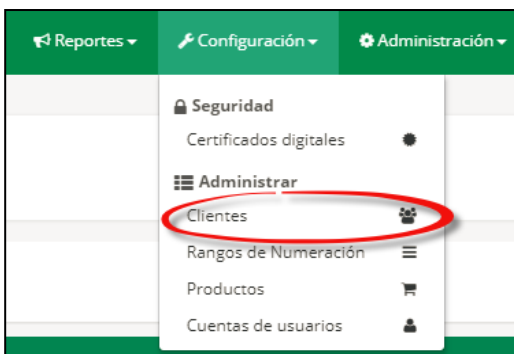 Reportes Configuración Administración
Seguridad
Certificados digitales
Administrar
Clientes
Rangos de Numeración
Productos
Cuentas de usuarios